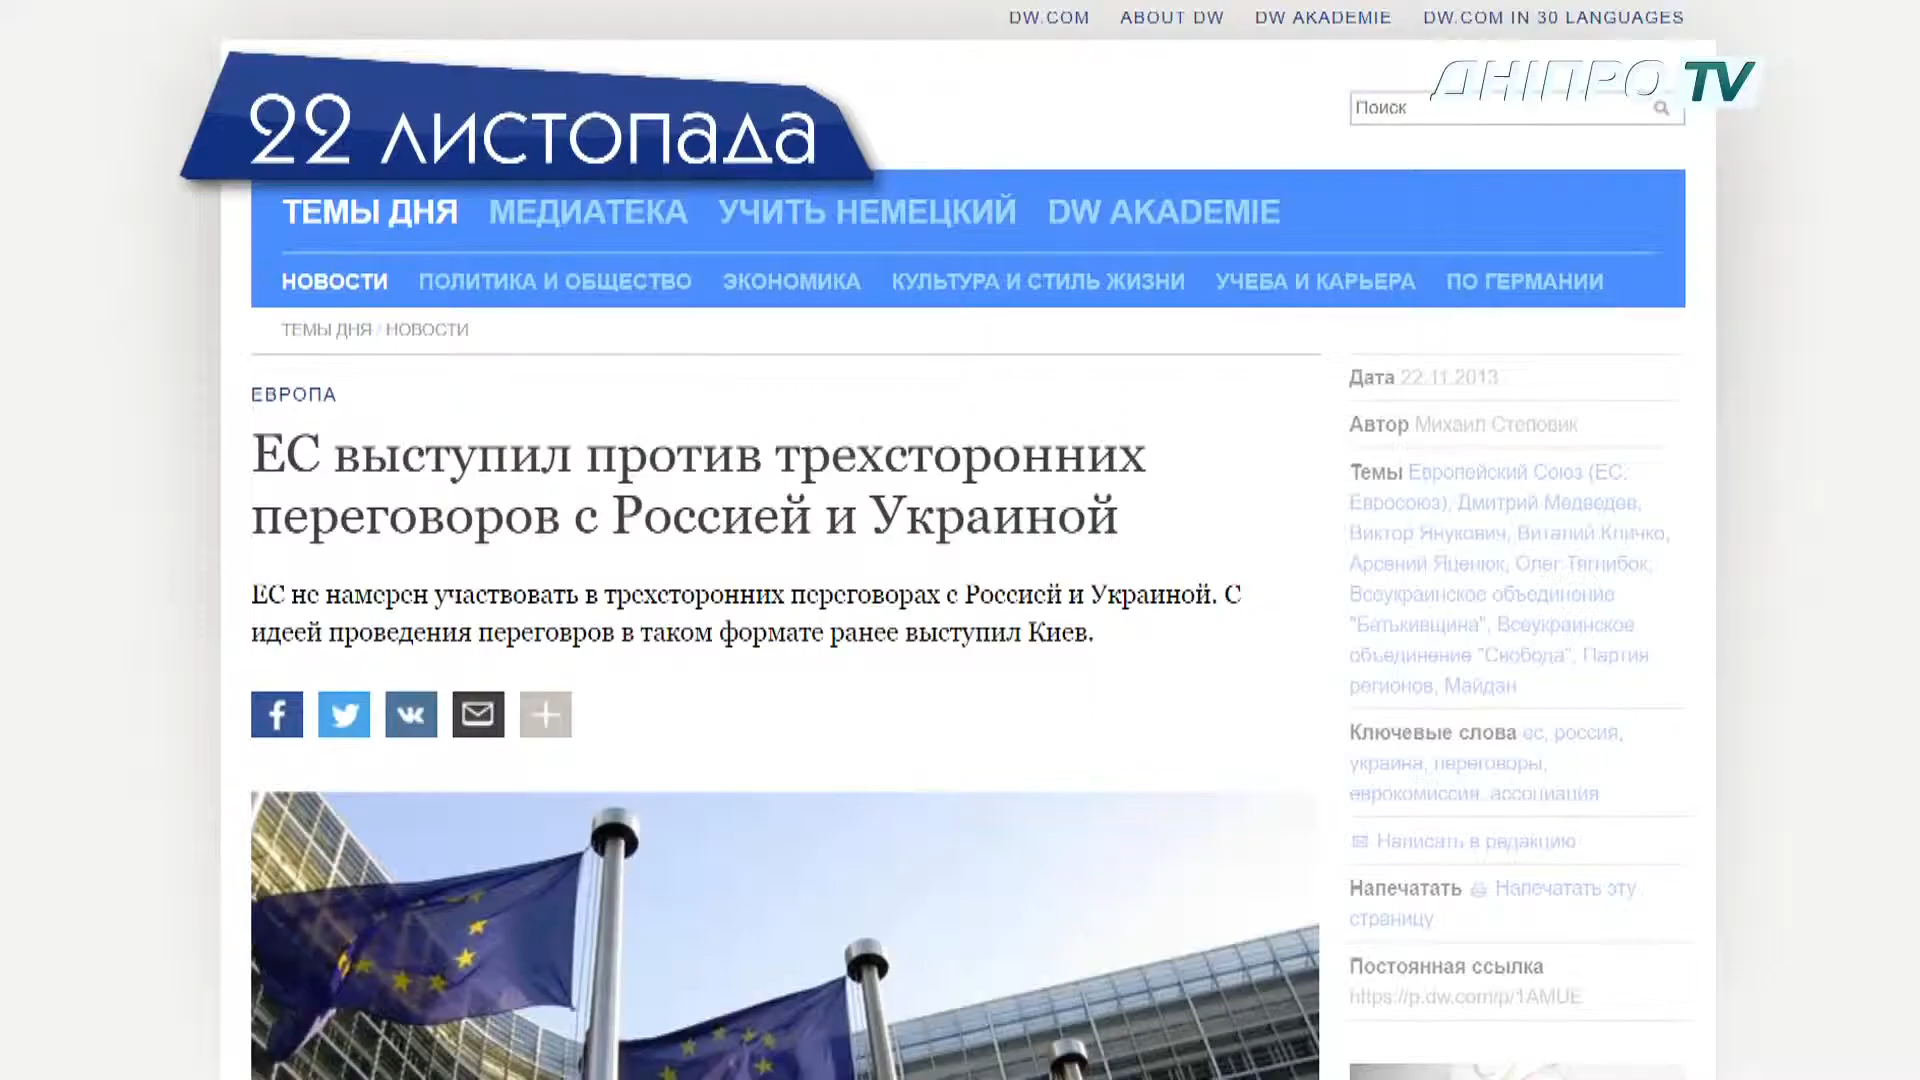 DW.COM ABOUT DW DW AKADEMIE DW.COM IN 30 LANGUAGES
22 листопада
ДНІПРО TV
Поиск
ТЕМЫ ДНЯ МЕДИАТЕКА УЧИТЬ НЕМЕЦКИЙ DW AKADEMIE
НОВОСТИ ПОЛИТИКА И ОБЩЕСТВО ЭКОНОМИКА КУЛЬТУРА И СТИЛЬ ЖИЗНИ УЧЕБА И КАРЬЕРА ПО ГЕРМАНИИ
ТЕМЫ ДНЯ / НОВОСТИ
ЕВРОПА
ЕС выступил против трехсторонних
переговоров с Россией и Украиной
ЕС не намерен участвовать в трехсторонних переговорах с Россией и Украиной. С
идеей проведения переговров в таком формате ранее выступил Киев.
Дата 22.11.2013
Автор Михаил Степовик
Темы Европейский Союз (ЕС,
Евросоюз), Дмитрий Медведев,
Виктор Янукович, Виталий Кличко,
Арсений Яценюк, Олег Тягнибок,
Всеукраинское объединение
"Батькивщина", Всеукраинское
объединение "Свобода", Партия
регионов, Майдан
Ключевые слова ес, россия,
украина, переговоры,
еврокомиссия, ассоциация
Написать в редакцию
Напечатать Напечатать эту
страницу
Постоянная ссылка
https://p.dw.com/p/1AMUE